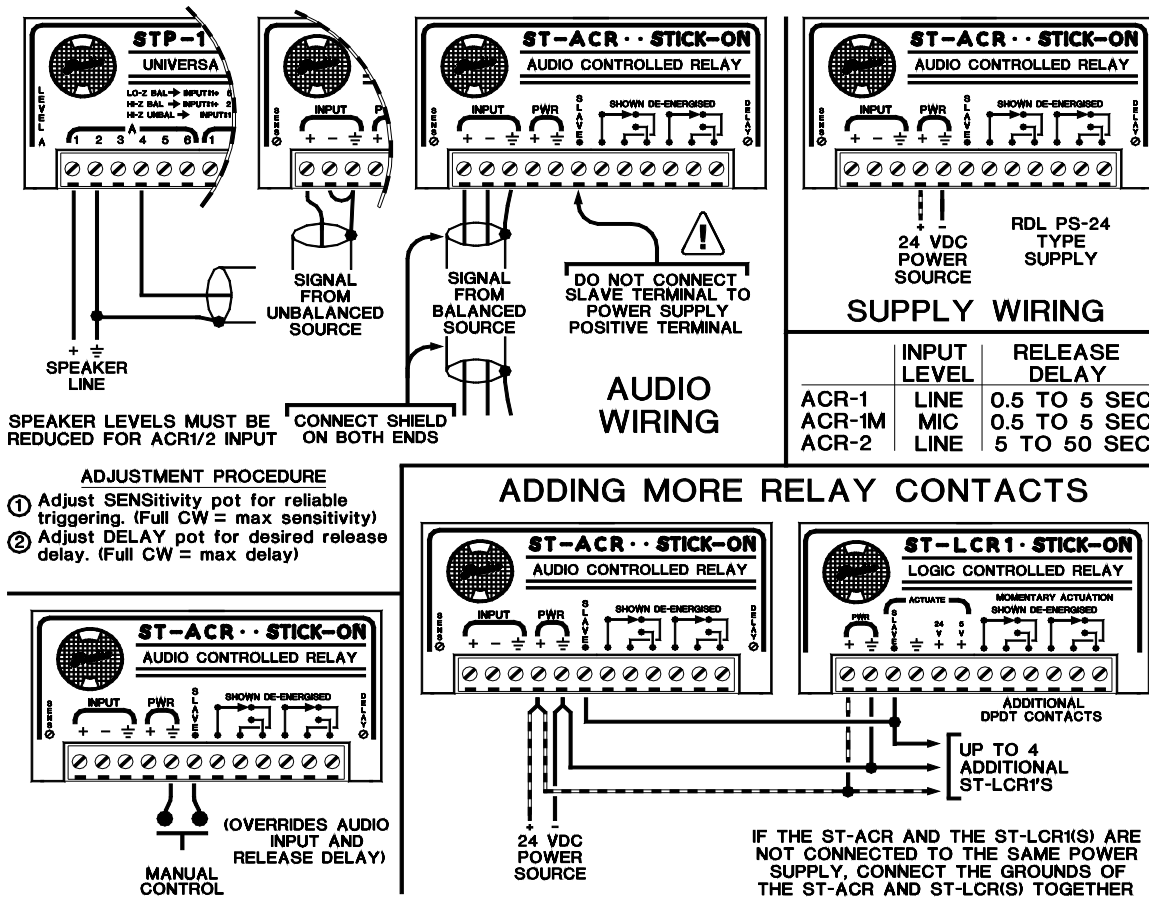 STP-1
UNIVERSA
LO-Z BAL → INPUT1+ 5
HI-Z BAL → INPUT1+ 2
HI-Z UNBAL → INPUT1
LEVEL A
A
1 2 3 4 5 6 1
+
SPEAKER
LINE
SPEAKER LEVELS MUST BE
REDUCED FOR ACR1/2 INPUT
SENS
INPUT
P
+ − +
SIGNAL
FROM
UNBALANCED
SOURCE
ST-ACR·· STICK-ON
AUDIO CONTROLLED RELAY
SENS
INPUT
PWR
SLAVE
SHOWN DE-ENERGISED
DELAY
+ − +
SIGNAL
FROM
BALANCED
SOURCE
CONNECT SHIELD
ON BOTH ENDS
!
DO NOT CONNECT
SLAVE TERMINAL TO
POWER SUPPLY
POSITIVE TERMINAL
AUDIO
WIRING
ST-ACR·· STICK-ON
AUDIO CONTROLLED RELAY
SENS
INPUT
PWR
SLAVE
SHOWN DE-ENERGISED
DELAY
+ − +
+ −
24 VDC
POWER
SOURCE
RDL PS-24
TYPE
SUPPLY
SUPPLY WIRING
INPUT LEVEL RELEASE DELAY
ACR-1 LINE 0.5 TO 5 SEC
ACR-1M MIC 0.5 TO 5 SEC
ACR-2 LINE 5 TO 50 SEC
ADJUSTMENT PROCEDURE
1 Adjust SENSitivity pot for reliable
triggering. (Full CW = max sensitivity)
2 Adjust DELAY pot for desired release
delay. (Full CW = max delay)
ST-ACR·· STICK-ON
AUDIO CONTROLLED RELAY
SENS
INPUT
PWR
SLAVE
SHOWN DE-ENERGISED
DELAY
+ − +
MANUAL
CONTROL
(OVERRIDES AUDIO
INPUT AND
RELEASE DELAY)
ADDING MORE RELAY CONTACTS
ST-ACR·· STICK-ON
AUDIO CONTROLLED RELAY
SENS
INPUT
PWR
SLAVE
SHOWN DE-ENERGISED
DELAY
+ − +
+ −
24 VDC
POWER
SOURCE
ST-LCR1·STICK-ON
LOGIC CONTROLLED RELAY
ACTUATE
MOMENTARY ACTUATION
SHOWN DE-ENERGISED
PWR
SLAVE
24 V +
5 V +
+
ADDITIONAL
DPDT CONTACTS
UP TO 4
ADDITIONAL
ST-LCR1'S
IF THE ST-ACR AND THE ST-LCR1(S) ARE
NOT CONNECTED TO THE SAME POWER
SUPPLY, CONNECT THE GROUNDS OF
THE ST-ACR AND ST-LCR(S) TOGETHER